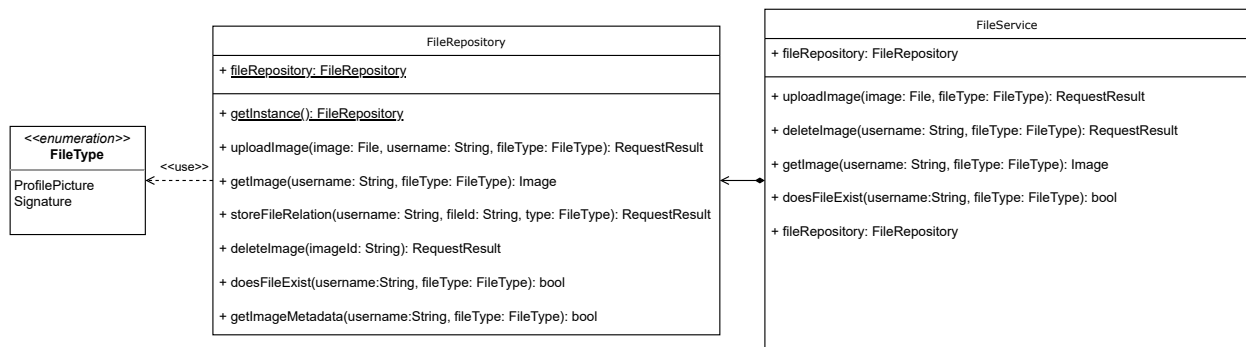 <<enumeration>>
FileType
ProfilePicture
Signature
<<use>>
FileRepository
+ fileRepository: FileRepository
+ getInstance(): FileRepository
+ uploadImage(image: File, username: String, fileType: FileType): RequestResult
+ getImage(username: String, fileType: FileType): Image
+ storeFileRelation(username: String, fileId: String, type: FileType): RequestResult
+ deleteImage(imageId: String): RequestResult
+ doesFileExist(username:String, fileType: FileType): bool
+ getImageMetadata(username:String, fileType: FileType): bool
FileService
+ fileRepository: FileRepository
+ uploadImage(image: File, fileType: FileType): RequestResult
+ deleteImage(username: String, fileType: FileType): RequestResult
+ getImage(username: String, fileType: FileType): Image
+ doesFileExist(username:String, fileType: FileType): bool
+ fileRepository: FileRepository